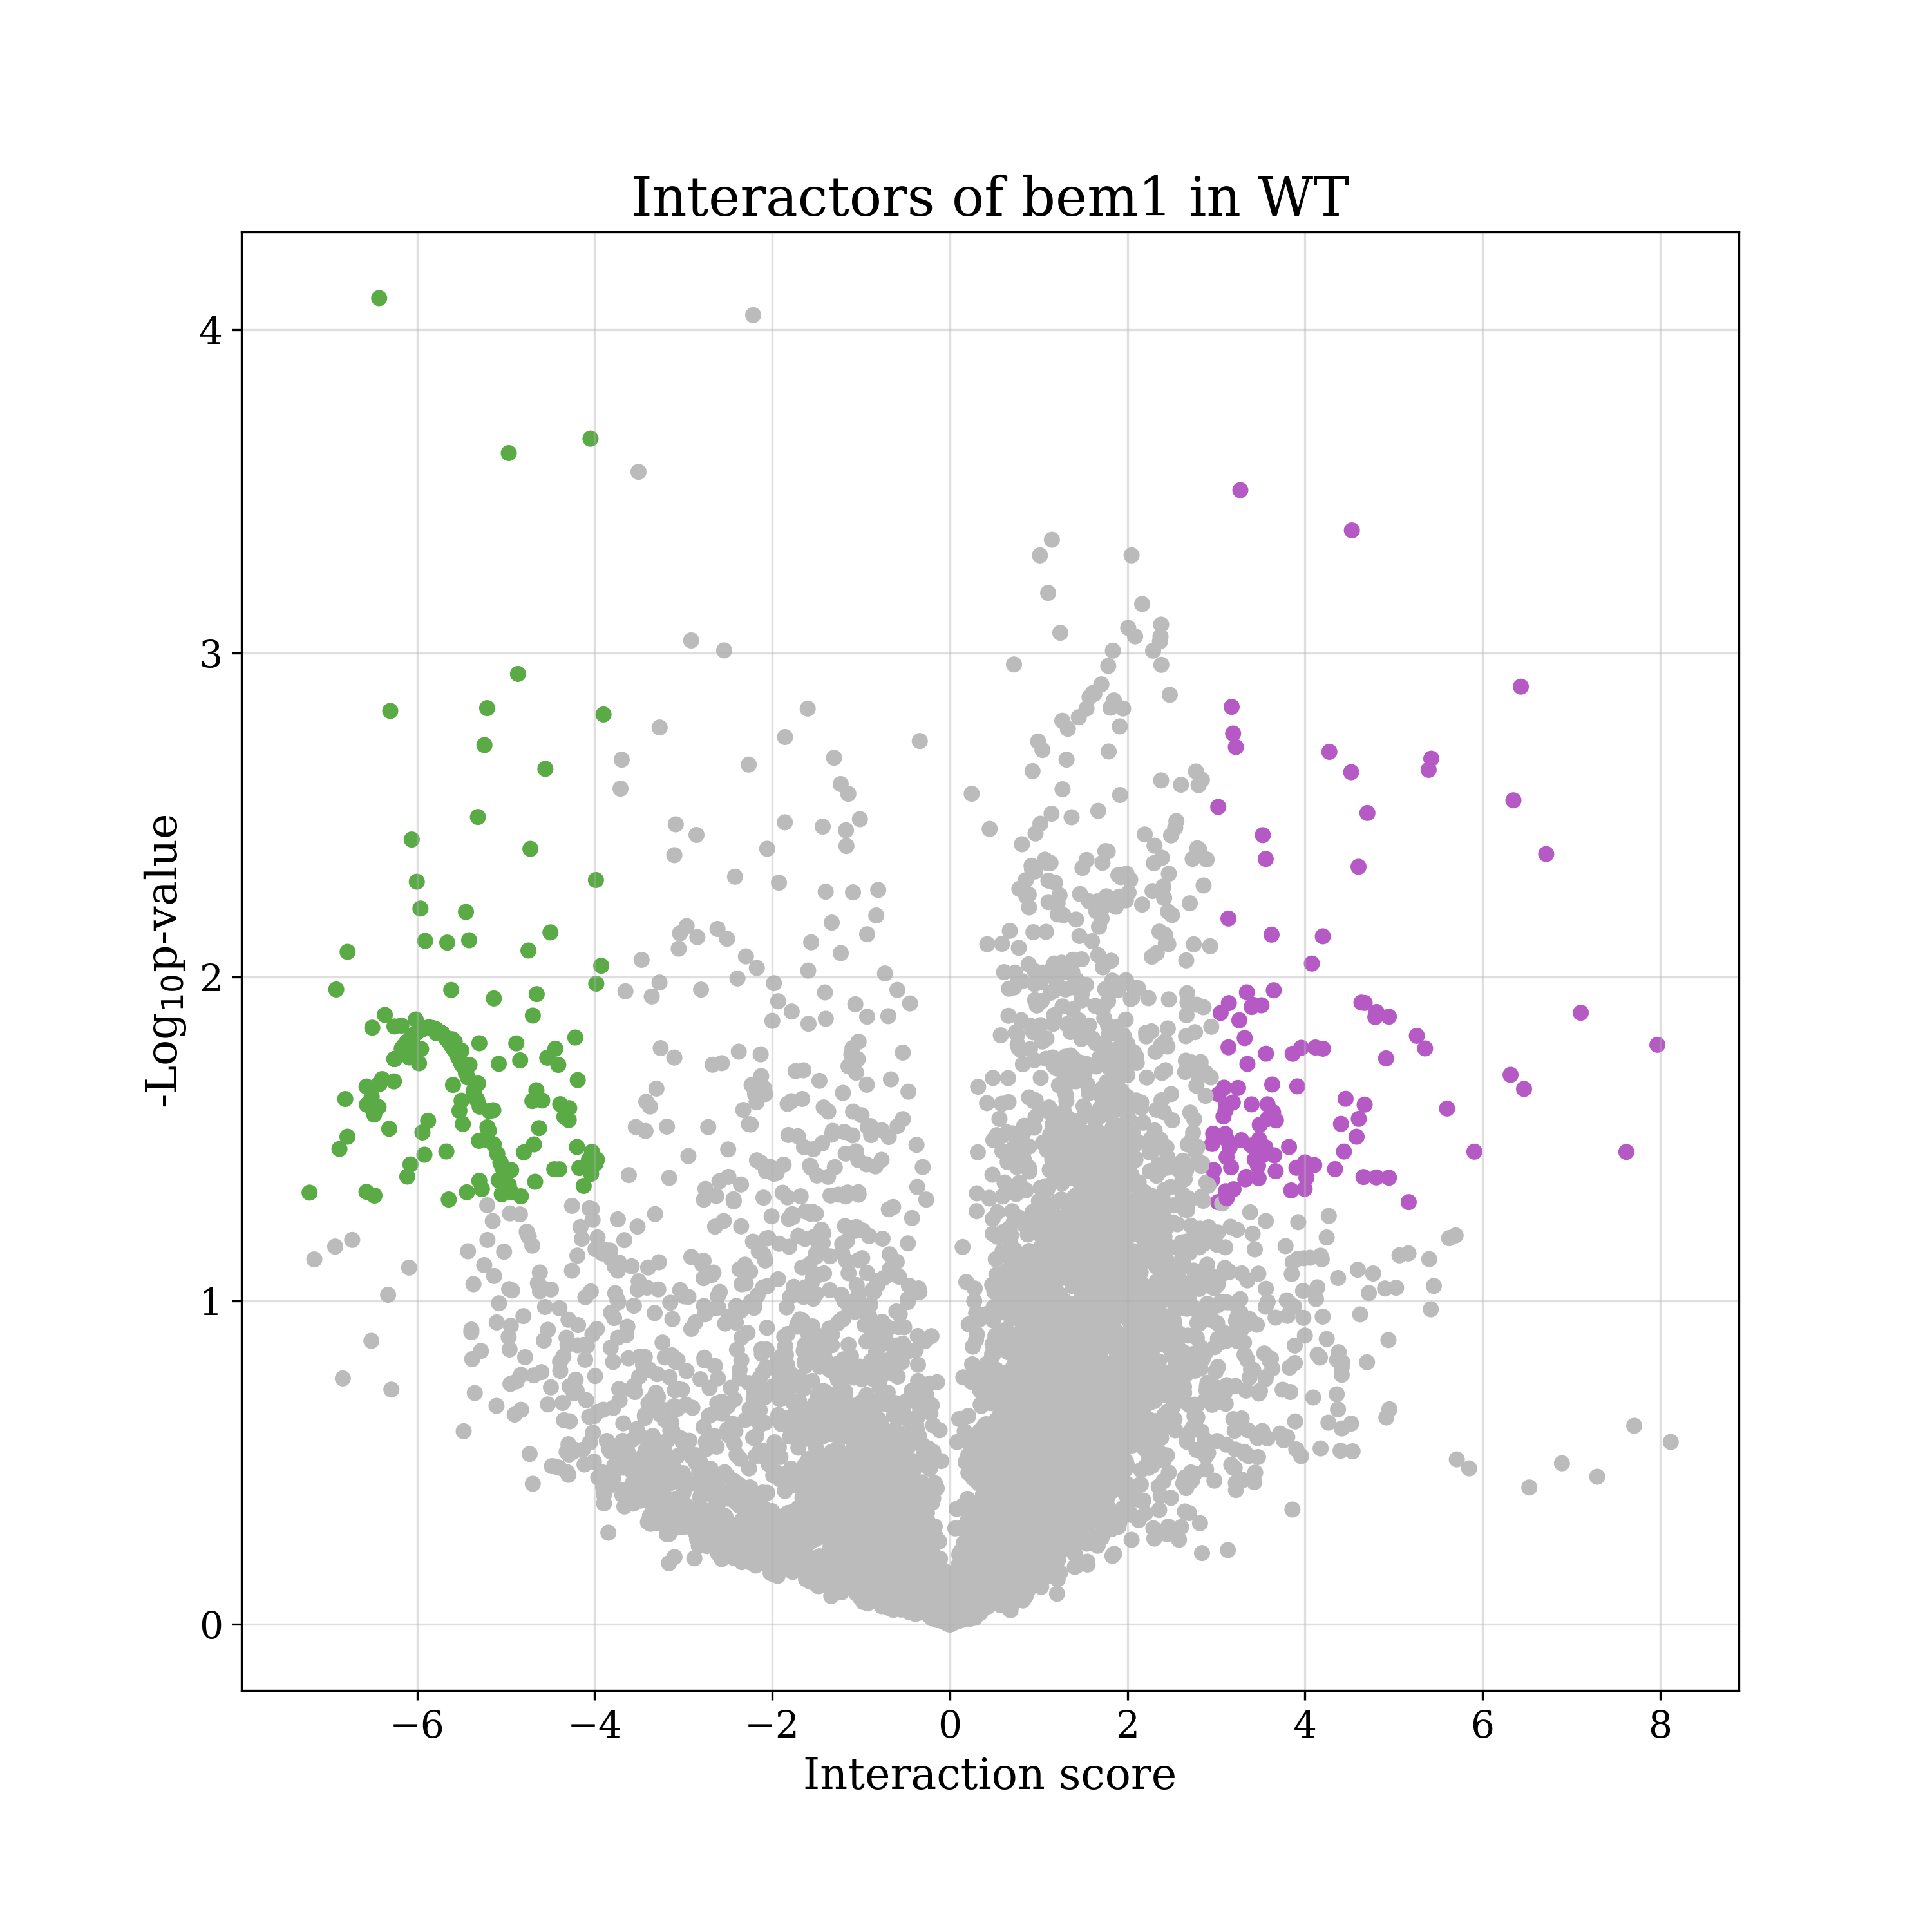 Interactors of bem1 in WT
-Log₁₀p-value
4
3
2
1
0
−6 −4 −2 0 2 4 6 8
Interaction score